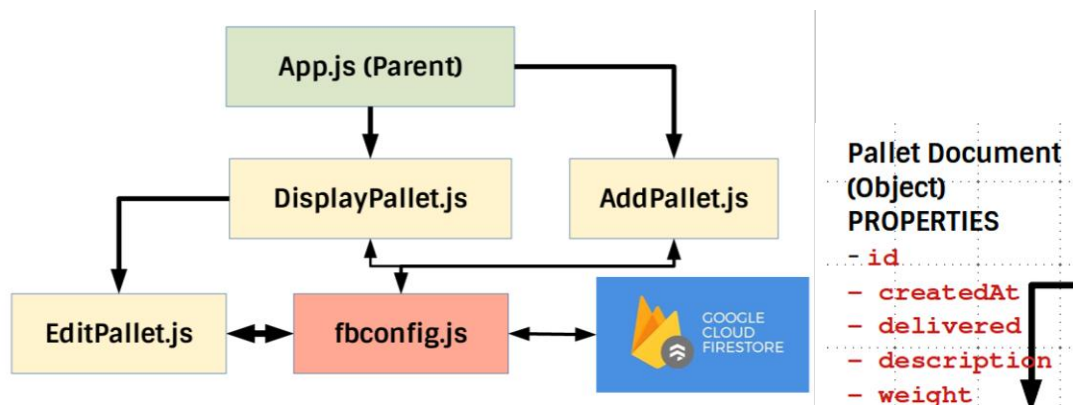 App.js (Parent)
DisplayPallet.js
AddPallet.js
EditPallet.js
fbconfig.js
GOOGLE
CLOUD
FIRESTORE
Pallet Document
(Object)
PROPERTIES
- id
- createdAt
- delivered
- description
- weight